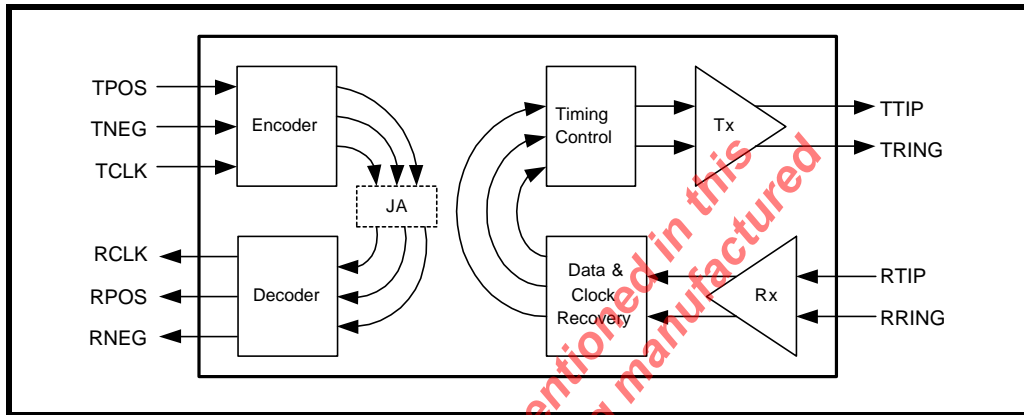 TPOS
TNEG
TCLK
Encoder
JA
RCLK
RPOS
RNEG
Decoder
Timing
Control
Tx
TTIP
TRING
Data &
Clock
Recovery
Rx
RTIP
RRING
entioned in this
g manufactured